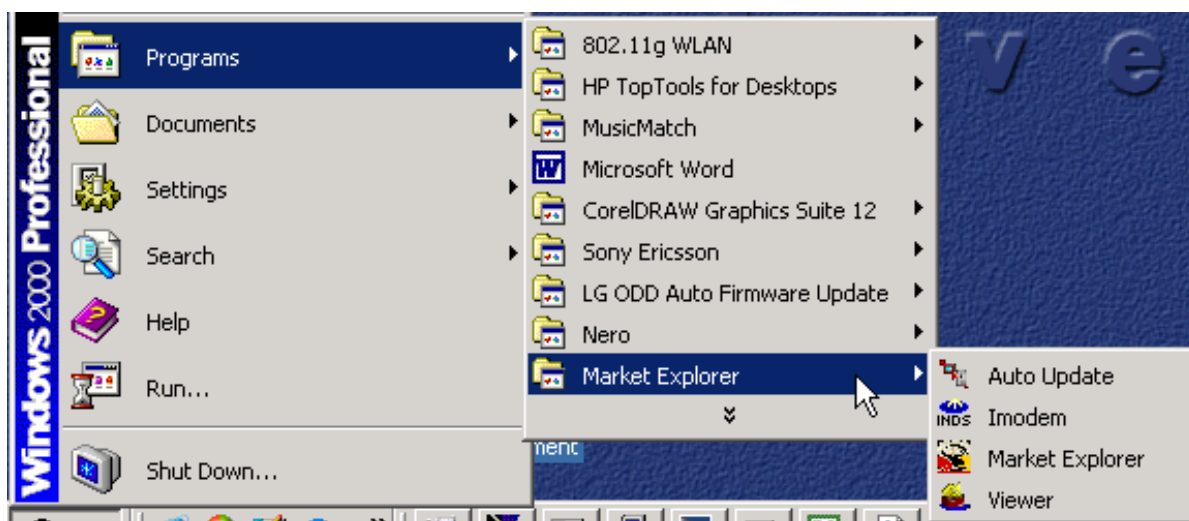 Windows 2000 Professional
Programs
Documents
Settings
Search
Help
Run...
Shut Down...
802.11g WLAN
HP TopTools for Desktops
MusicMatch
Microsoft Word
CorelDRAW Graphics Suite 12
Sony Ericsson
LG ODD Auto Firmware Update
Nero
Market Explorer
Auto Update
INDS
Imodem
Market Explorer
Viewer
ment
v e